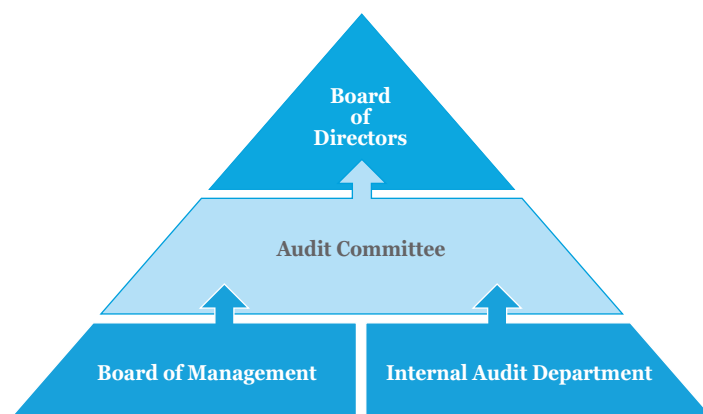 Board
of
Directors
Audit Committee
Board of Management
Internal Audit Department